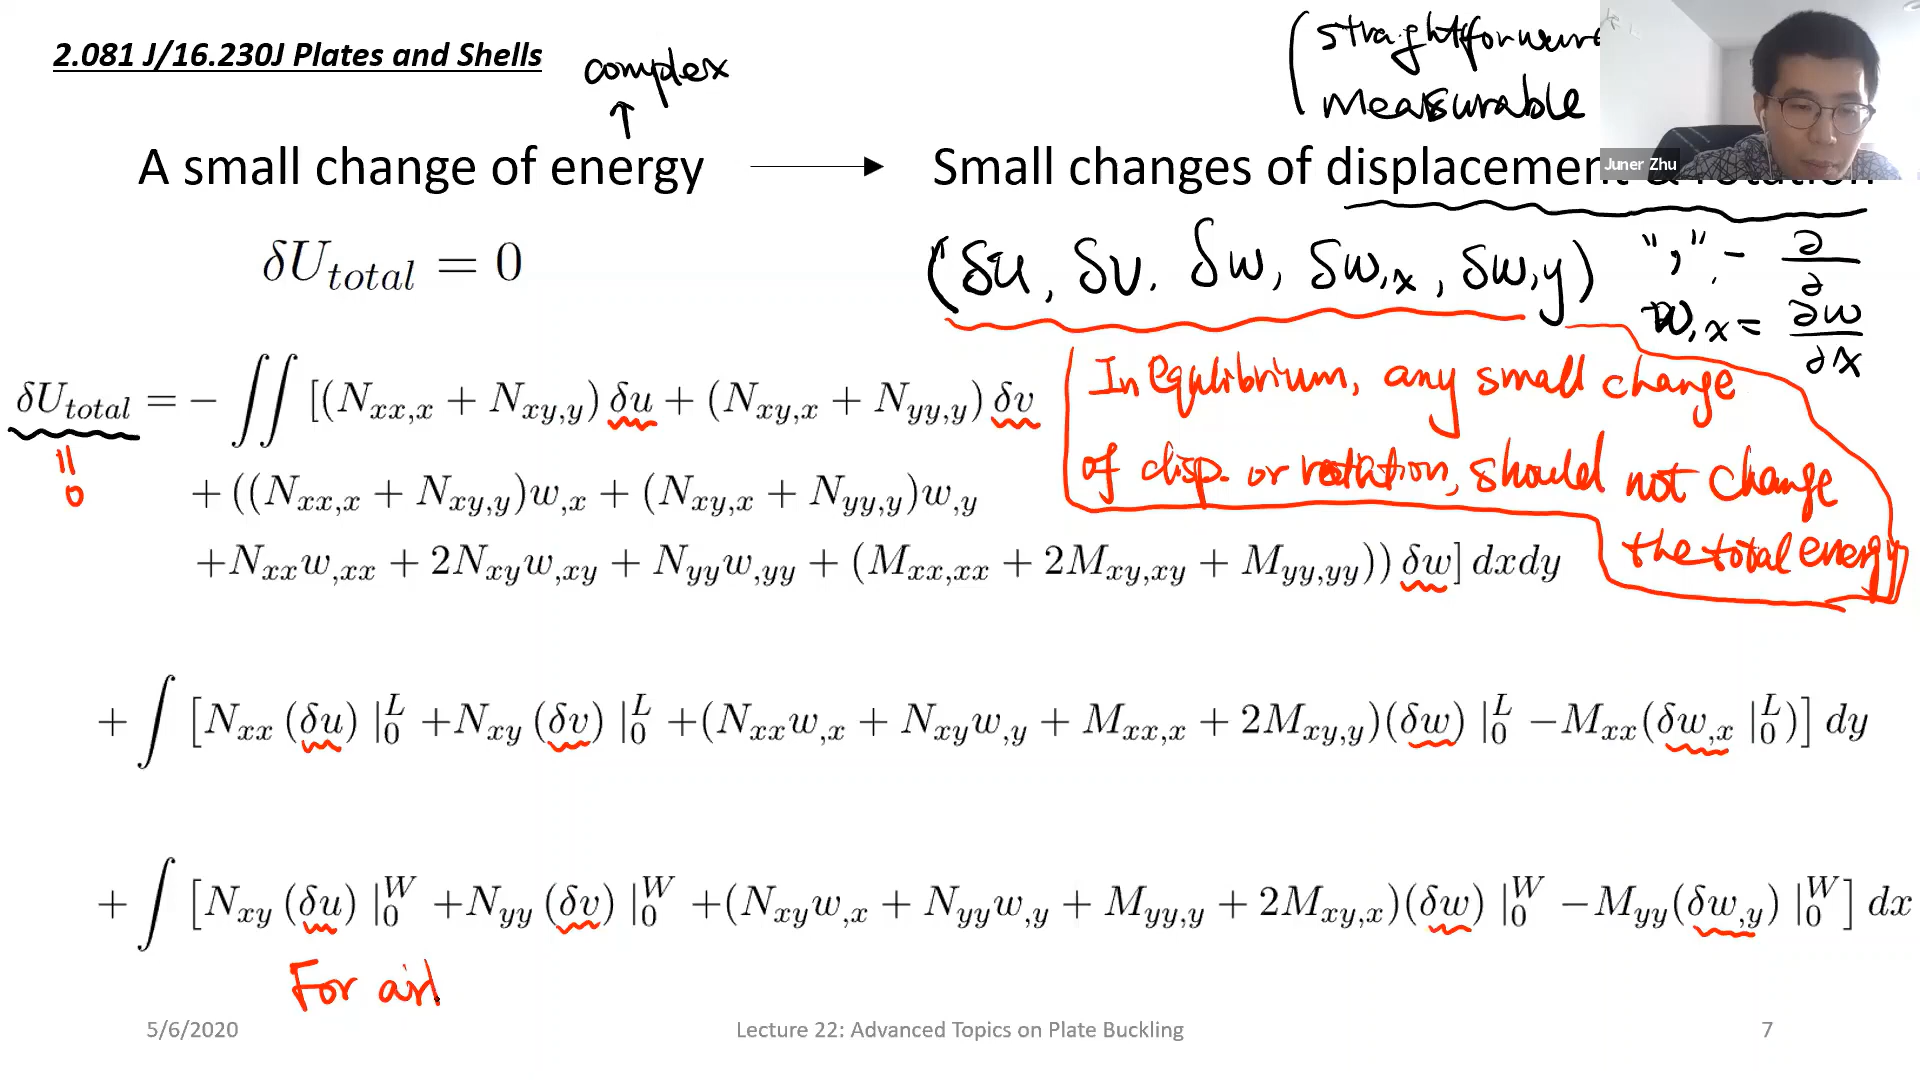 2.081 J/16.230J Plates and Shells
complex
↑
straightforward
measurable
Juner Zhu
A small change of energy → Small changes of displacement & rotation
δU_total = 0
(δu, δv. δw, δw,x, δw,y)
"," - ∂/∂
w,x = ∂w/∂x
δU_total = - ∬ [(N_xx,x + N_xy,y) δu + (N_xy,x + N_yy,y) δv
= 0
+ ((N_xx,x + N_xy,y)w,x + (N_xy,x + N_yy,y)w,y
+N_xx w,xx + 2N_xy w,xy + N_yy w,yy + (M_xx,xx + 2M_xy,xy + M_yy,yy)) δw] dxdy
In Equlibrium, any small change
of disp. or rotation, should not change
the total energy
+ ∫ [N_xx (δu) |_0^L +N_xy (δv) |_0^L +(N_xx w,x + N_xy w,y + M_xx,x + 2M_xy,y)(δw) |_0^L −M_xx(δw,x |_0^L)] dy
+ ∫ [N_xy (δu) |_0^W +N_yy (δv) |_0^W +(N_xy w,x + N_yy w,y + M_yy,y + 2M_xy,x)(δw) |_0^W −M_yy(δw,y) |_0^W] dx
For
5/6/2020
Lecture 22: Advanced Topics on Plate Buckling
7